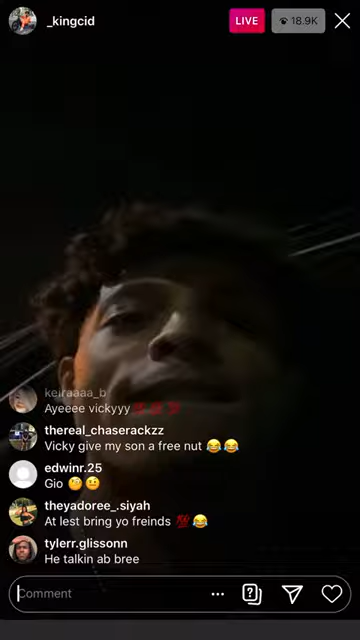 _kingcid
LIVE
18.9K
keiraaaa_b
Ayeeee vickyyy💯💯💯
thereal_chaserackzz
Vicky give my son a free nut 😂😂
edwinr.25
Gio 🧐🤨
theyadoree_.siyah
At lest bring yo freinds 💯😂
tylerr.glissonn
He talkin ab bree
Comment